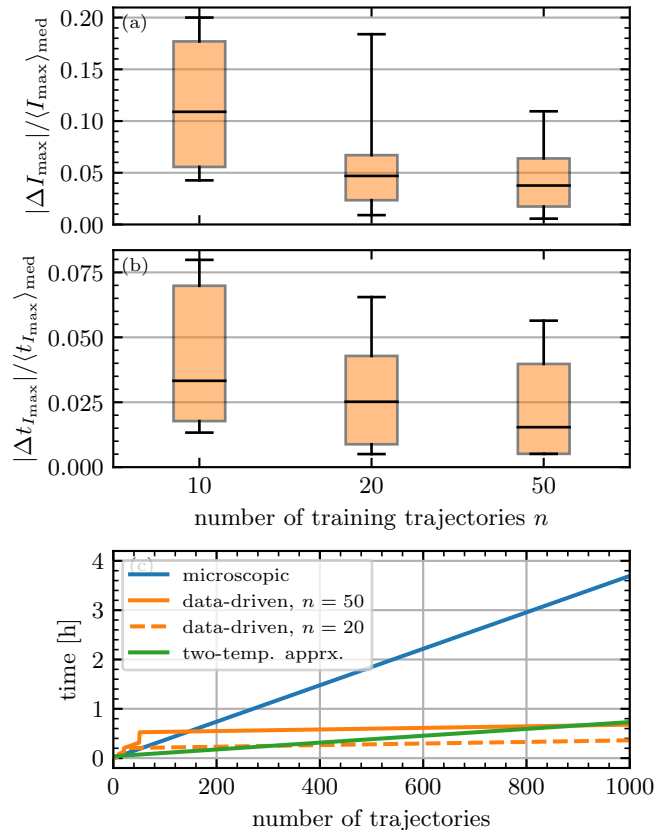 (a)
|ΔI_max|/⟨I_max⟩_med
0.20
0.15
0.10
0.05
0.00
(b)
|Δt_{I_max}|/⟨t_{I_max}⟩_med
0.075
0.050
0.025
0.000
10 20 50
number of training trajectories n
(c)
time [h]
4
3
2
1
0
microscopic
data-driven, n = 50
data-driven, n = 20
two-temp. apprx.
0 200 400 600 800 1000
number of trajectories